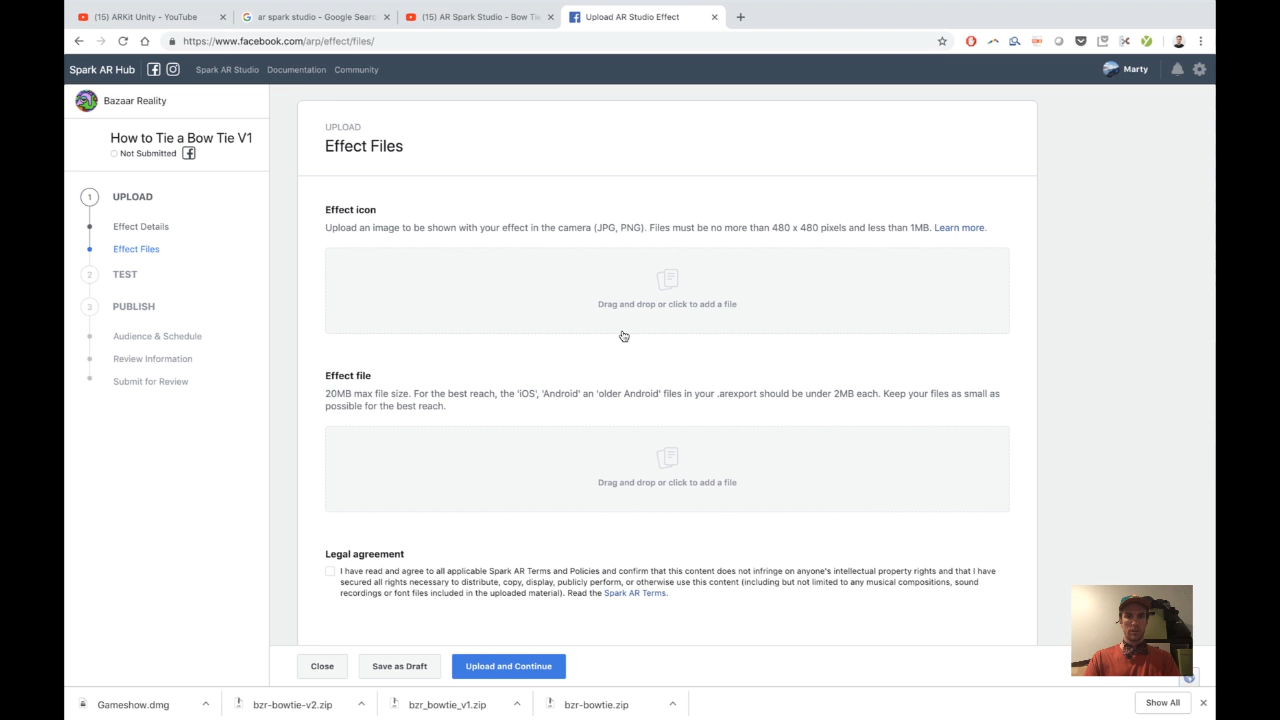 (15) ARKit Unity - YouTube
ar spark studio - Google Searc
(15) AR Spark Studio - Bow Tie
Upload AR Studio Effect
https://www.facebook.com/arp/effect/files/
Spark AR Hub
Spark AR Studio
Documentation
Community
Marty
Bazaar Reality
How to Tie a Bow Tie V1
Not Submitted
1 UPLOAD
Effect Details
Effect Files
2 TEST
3 PUBLISH
Audience & Schedule
Review Information
Submit for Review
UPLOAD
Effect Files
Effect icon
Upload an image to be shown with your effect in the camera (JPG, PNG). Files must be no more than 480 x 480 pixels and less than 1MB. Learn more.
Drag and drop or click to add a file
Effect file
20MB max file size. For the best reach, the 'iOS', 'Android' an 'older Android' files in your .arexport should be under 2MB each. Keep your files as small as
possible for the best reach.
Drag and drop or click to add a file
Legal agreement
I have read and agree to all applicable Spark AR Terms and Policies and confirm that this content does not infringe on anyone's intellectual property rights and that I have
secured all rights necessary to distribute, copy, display, publicly perform, or otherwise use this content (including but not limited to any musical compositions, sound
recordings or font files included in the uploaded material). Read the Spark AR Terms.
Close
Save as Draft
Upload and Continue
Gameshow.dmg
bzr-bowtie-v2.zip
bzr_bowtie_v1.zip
bzr-bowtie.zip
Show All